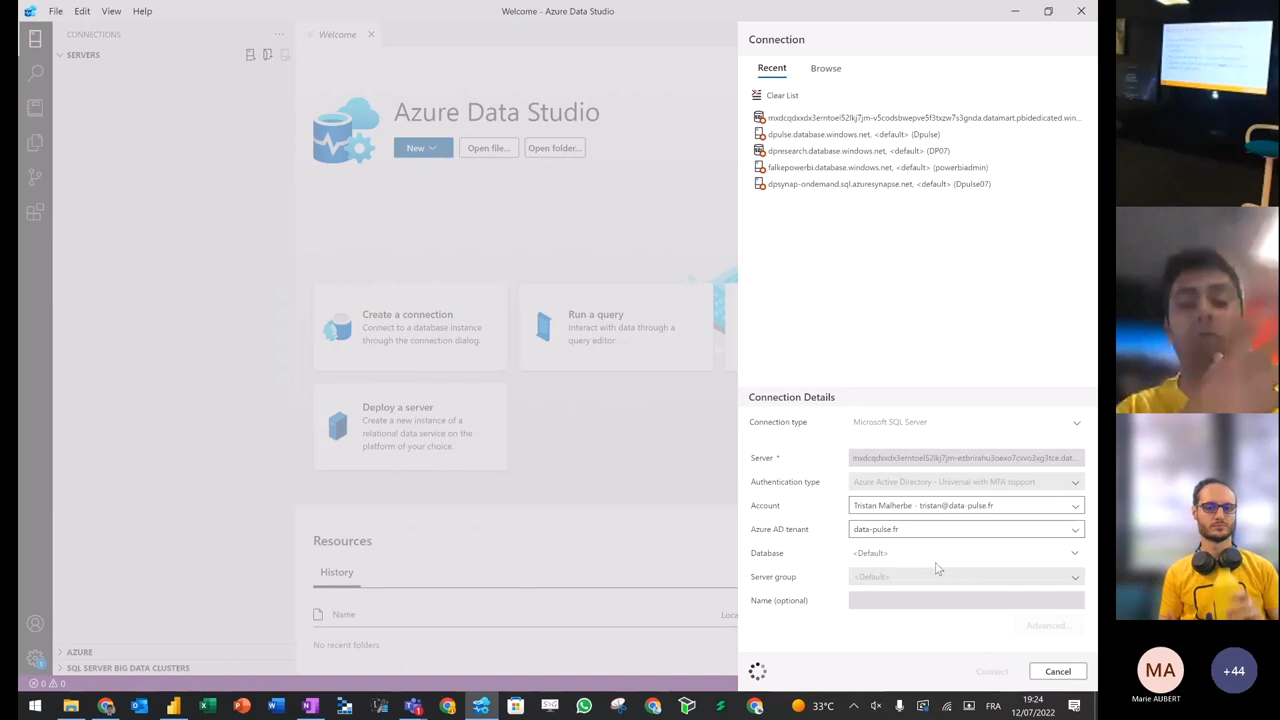 File Edit View Help
Welcome - Azure Data Studio
CONNECTIONS
SERVERS
Welcome
Azure Data Studio
New
Open file...
Open folder...
Create a connection
Connect to a database instance
through the connection dialog.
Run a query
Interact with data through a
query editor. ...
Deploy a server
Create a new instance of a
relational data service on the
platform of your choice.
Resources
History
Name
Loca
No recent folders.
AZURE
SQL SERVER BIG DATA CLUSTERS
0 0
Connection
Recent Browse
Clear List
dpulse.database.windows.net, <default> (Dpulse)
dpresearch.database.windows.net, <default> (DP07)
falkepowerbi.database.windows.net, <default> (powerbiadmin)
dpsynap-ondemand.sql.azuresynapse.net, <default> (Dpulse07)
Connection Details
Connection type Microsoft SQL Server
Server *
Authentication type Azure Active Directory - Universal with MFA support
Account Tristan Malherbe - tristan@data-pulse.fr
Azure AD tenant data-pulse.fr
Database <Default>
Server group <Default>
Name (optional)
Advanced...
Connect Cancel
33°C
FRA
19:24
12/07/2022
MA
Marie AUBERT
+44